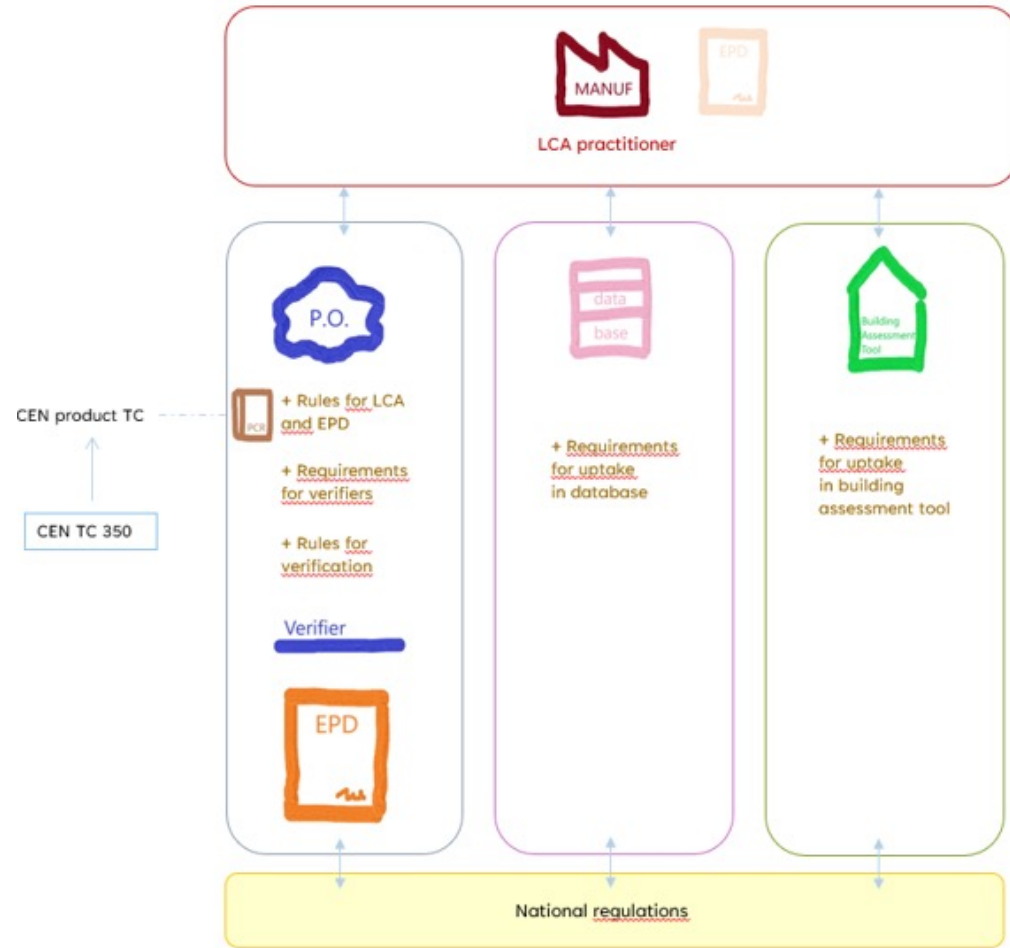 MANUF
EPD
LCA practitioner
P.O.
data
base
Building
Assessment
Tool
CEN product TC
PCR
+ Rules for LCA
and EPD
+ Requirements
for verifiers
+ Rules for
verification
Verifier
EPD
CEN TC 350
+ Requirements
for uptake
in database
+ Requirements
for uptake
in building
assessment tool
National regulations